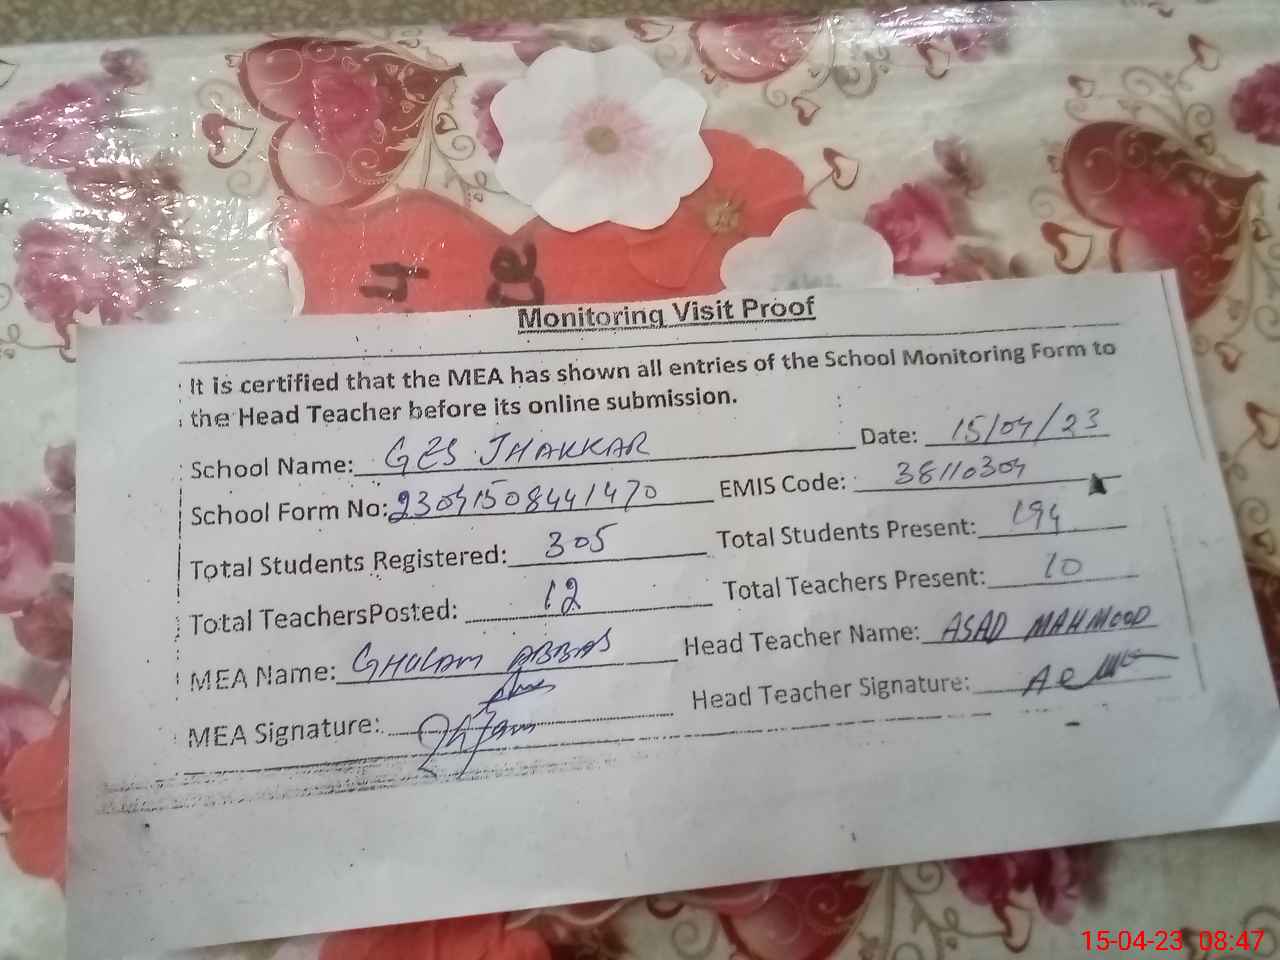 4
Monitoring Visit Proof
It is certified that the MEA has shown all entries of the School Monitoring Form to
the Head Teacher before its online submission.
School Name: GES JHAKKAR Date: 15/04/23
School Form No: 23041508441470 EMIS Code: 38110304
Total Students Registered: 305 Total Students Present: 194
Total TeachersPosted: 12 Total Teachers Present: 10
MEA Name: GHULAM ABBAS Head Teacher Name: ASAD MAHMOOD
MEA Signature: Head Teacher Signature:
15-04-23 08:47